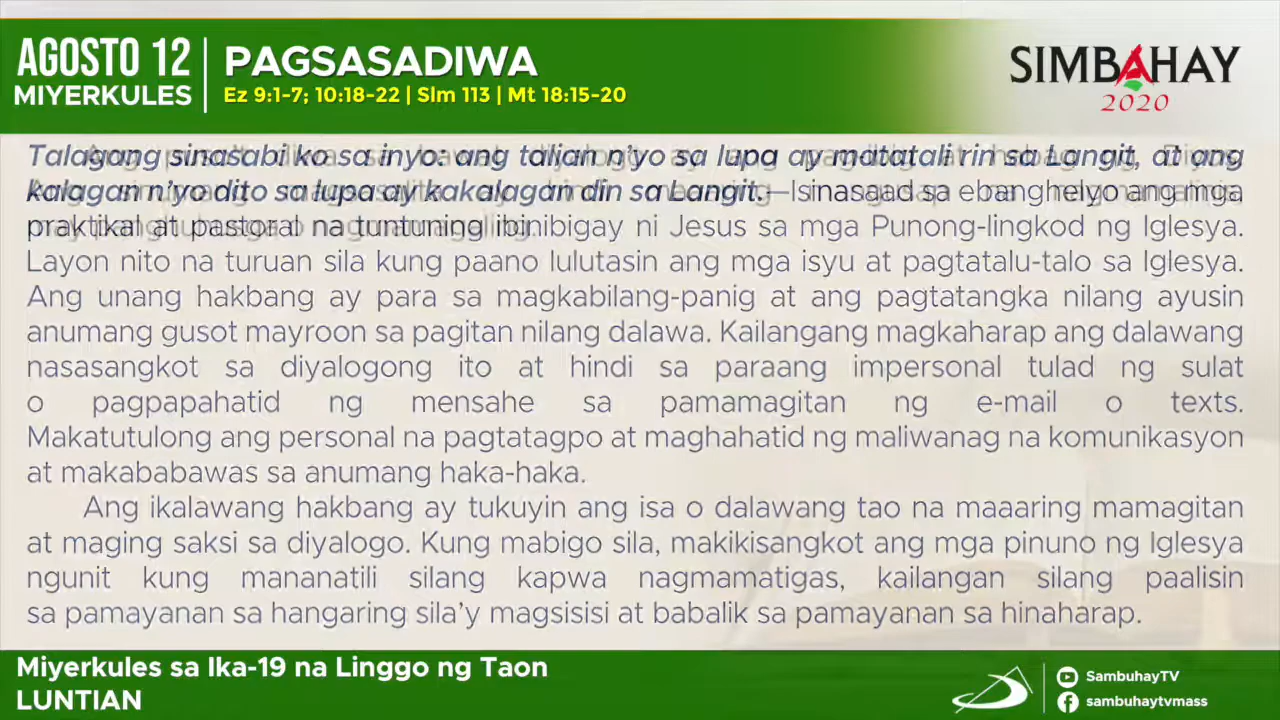 AGOSTO 12
MIYERKULES
PAGSASADIWA
Ez 9:1-7; 10:18-22 | Slm 113 | Mt 18:15-20
SIMBAHAY
2020
Talagang sinasabi ko sa inyo: ang talian n'yo sa lupa ay matatali rin sa Langit, at ang
kalagan n'yo dito sa lupa ay kakalagan din sa Langit.—Isinasaad sa ebanghelyo ang mga
praktikal at pastoral na tuntuning ibinibigay ni Jesus sa mga Punong-lingkod ng Iglesya.
Layon nito na turuan sila kung paano lulutasin ang mga isyu at pagtatalu-talo sa Iglesya.
Ang unang hakbang ay para sa magkabilang-panig at ang pagtatangka nilang ayusin
anumang gusot mayroon sa pagitan nilang dalawa. Kailangang magkaharap ang dalawang
nasasangkot sa diyalogong ito at hindi sa paraang impersonal tulad ng sulat
o pagpapahatid ng mensahe sa pamamagitan ng e-mail o texts.
Makatutulong ang personal na pagtatagpo at maghahatid ng maliwanag na komunikasyon
at makababawas sa anumang haka-haka.
Ang ikalawang hakbang ay tukuyin ang isa o dalawang tao na maaaring mamagitan
at maging saksi sa diyalogo. Kung mabigo sila, makikisangkot ang mga pinuno ng Iglesya
ngunit kung mananatili silang kapwa nagmamatigas, kailangan silang paalisin
sa pamayanan sa hangaring sila'y magsisisi at babalik sa pamayanan sa hinaharap.
Miyerkules sa Ika-19 na Linggo ng Taon
LUNTIAN
SambuhayTV
sambuhaytvmass